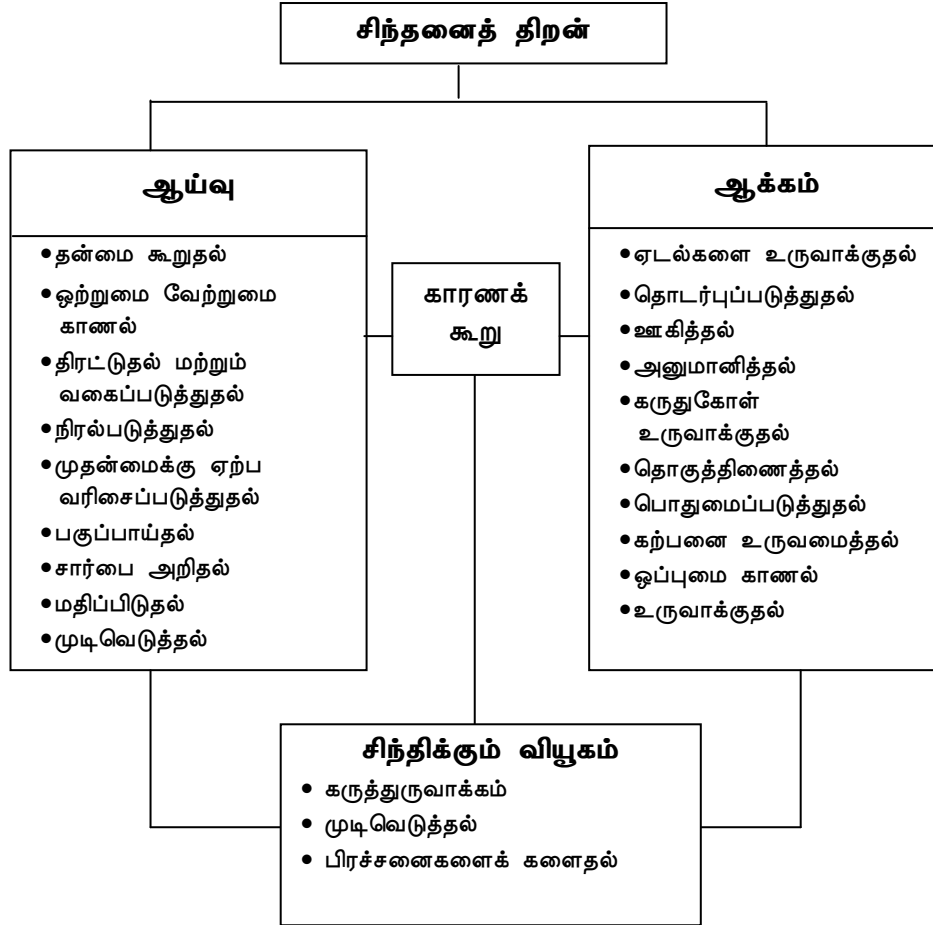 சிந்தனைத் திறன்
ஆய்வு
•தன்மை கூறுதல்
•ஒற்றுமை வேற்றுமை
காணல்
•திரட்டுதல் மற்றும்
வகைப்படுத்துதல்
•நிரல்படுத்துதல்
•முதன்மைக்கு ஏற்ப
வரிசைப்படுத்துதல்
•பகுப்பாய்தல்
•சார்பை அறிதல்
•மதிப்பிடுதல்
•முடிவெடுத்தல்
காரணக்
கூறு
ஆக்கம்
•ஏடல்களை உருவாக்குதல்
•தொடர்புப்படுத்துதல்
•ஊகித்தல்
•அனுமானித்தல்
•கருதுகோள்
உருவாக்குதல்
•தொகுத்திணைத்தல்
•பொதுமைப்படுத்துதல்
•கற்பனை உருவமைத்தல்
•ஒப்புமை காணல்
•உருவாக்குதல்
சிந்திக்கும் வியூகம்
• கருத்துருவாக்கம்
• முடிவெடுத்தல்
• பிரச்சனைகளைக் களைதல்